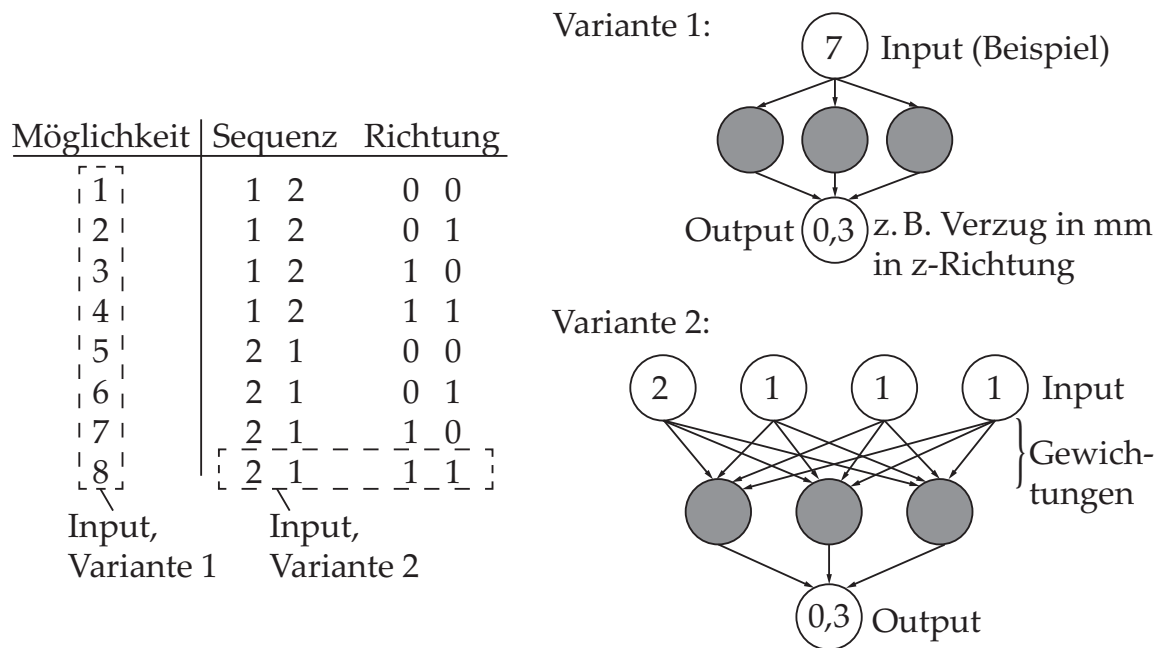 Möglichkeit Sequenz Richtung
1 1 2 0 0
2 1 2 0 1
3 1 2 1 0
4 1 2 1 1
5 2 1 0 0
6 2 1 0 1
7 2 1 1 0
8 2 1 1 1
Input,
Variante 1
Input,
Variante 2
Variante 1:
7 Input (Beispiel)
Output 0,3 z. B. Verzug in mm
in z-Richtung
Variante 2:
2 1 1 1 Input
Gewich-
tungen
0,3 Output